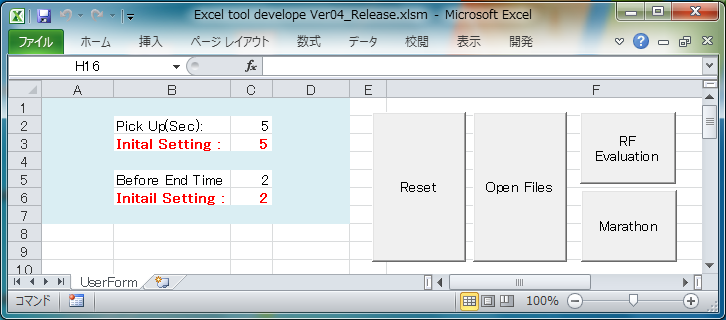 Excel tool develope Ver04_Release.xlsm - Microsoft Excel
ファイル ホーム 挿入 ページ レイアウト 数式 データ 校閲 表示 開発
H16 fx
A B C D E F
1
2 Pick Up(Sec): 5
3 Inital Setting : 5
4
5 Before End Time 2
6 Initail Setting : 2
7
8
9
10
Reset
Open Files
RF
Evaluation
Marathon
UserForm
コマンド 100%